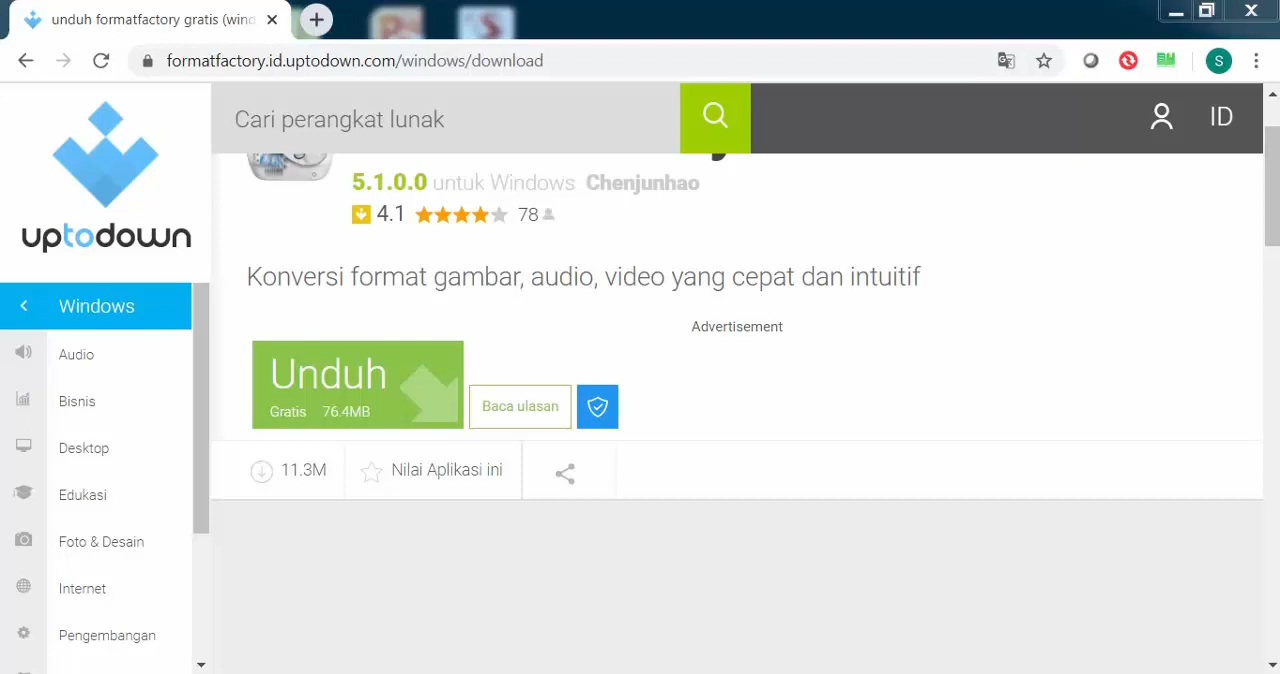 unduh formatfactory gratis (wind
formatfactory.id.uptodown.com/windows/download
S
uptodown
Cari perangkat lunak
ID
5.1.0.0 untuk Windows Chenjunhao
4.1 78
Konversi format gambar, audio, video yang cepat dan intuitif
Advertisement
Unduh
Gratis 76.4MB
Baca ulasan
11.3M
Nilai Aplikasi ini
Windows
Audio
Bisnis
Desktop
Edukasi
Foto & Desain
Internet
Pengembangan